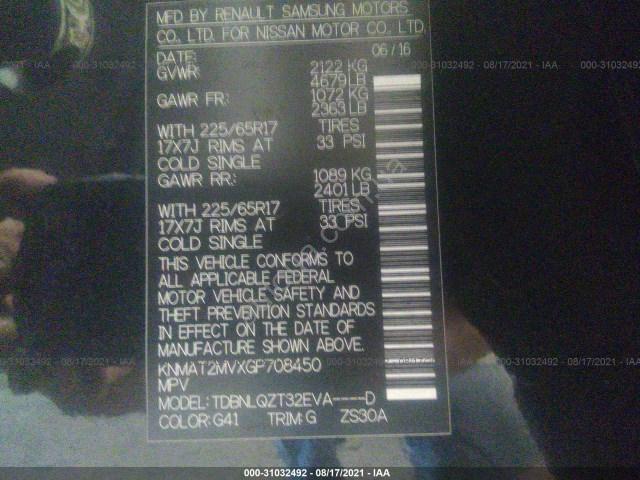 MFD BY RENAULT SAMSUNG MOTORS
CO., LTD. FOR NISSAN MOTOR CO., LTD.
DATE: 06/16
GVWR: 2122 KG
4679 LB
GAWR FR: 1072 KG
2363 LB
WITH 225/65R17 TIRES
17X7J RIMS AT 33 PSI
COLD SINGLE
GAWR RR: 1089 KG
2401 LB
WITH 225/65R17 TIRES
17X7J RIMS AT 33 PSI
COLD SINGLE
THIS VEHICLE CONFORMS TO
ALL APPLICABLE FEDERAL
MOTOR VEHICLE SAFETY AND
THEFT PREVENTION STANDARDS
IN EFFECT ON THE DATE OF
MANUFACTURE SHOWN ABOVE.
KNMAT2MVXGP708450
MPV
MODEL: TDBNLQZT32EVA----D
COLOR: G41 TRIM: G ZS30A
000-31032492 - 08/17/2021 - IAA